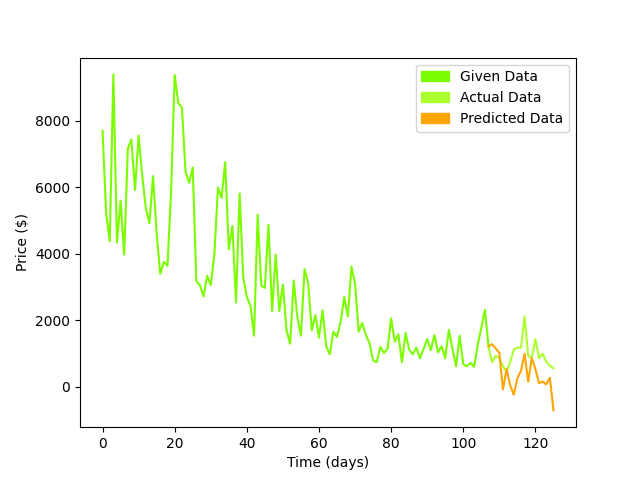 Given Data
Actual Data
Predicted Data
8000
6000
4000
2000
0
Price ($)
0 20 40 60 80 100 120
Time (days)